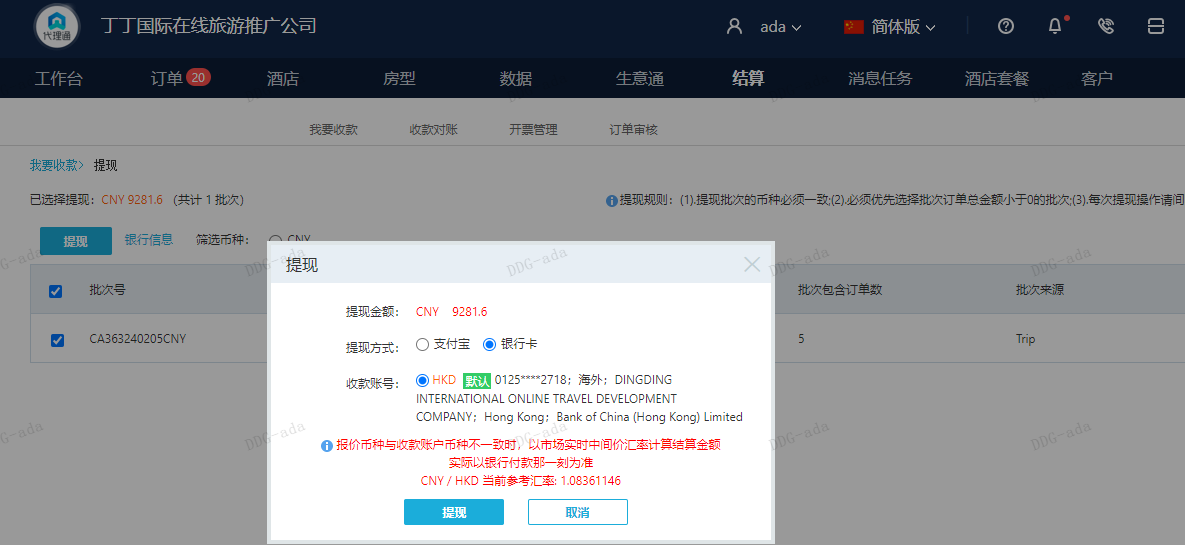 代理通
丁丁国际在线旅游推广公司
ada
简体版
工作台
订单 20
酒店
房型
数据
生意通
结算
消息任务
酒店套餐
客户
我要收款
收款对账
开票管理
订单审核
我要收款> 提现
已选择提现: CNY 9281.6 (共计 1 批次)
提现规则: (1).提现批次的币种必须一致;(2).必须优先选择批次订单总金额小于0的批次;(3).每次提现操作请间
提现
银行信息
筛选币种:
CNY
批次号
批次包含订单数
批次来源
CA363240205CNY
5
Trip
提现
提现金额: CNY 9281.6
提现方式: 支付宝 银行卡
收款账号: HKD 默认 0125****2718；海外；DINGDING
INTERNATIONAL ONLINE TRAVEL DEVELOPMENT
COMPANY；Hong Kong；Bank of China (Hong Kong) Limited
报价币种与收款账户币种不一致时，以市场实时中间价汇率计算结算金额
实际以银行付款那一刻为准
CNY / HKD 当前参考汇率: 1.08361146
提现
取消
DDG-ada
DDG-ada
DDG-ada
DDG-ada
DDG-ada
DDG-ada
DDG-ada
DDG-ada